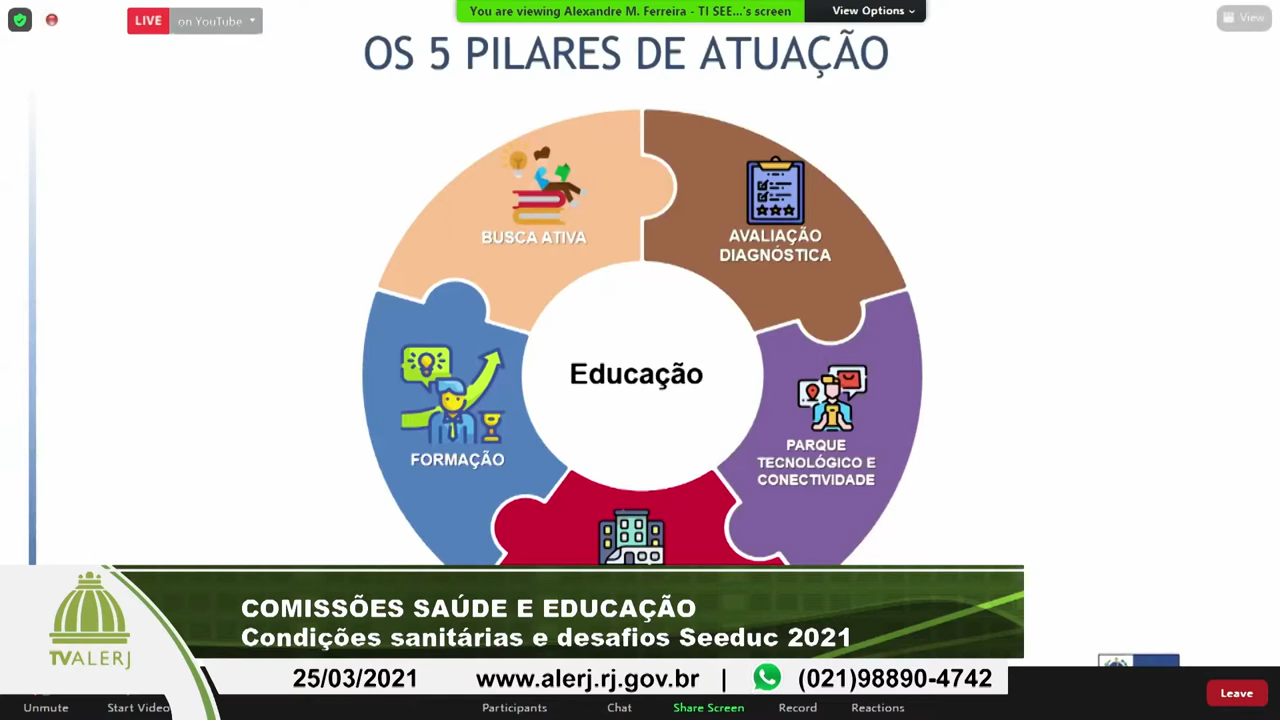 LIVE
on YouTube
You are viewing Alexandre M. Ferreira - TI SEE...'s screen
View Options
View
OS 5 PILARES DE ATUAÇÃO
BUSCA ATIVA
AVALIAÇÃO
DIAGNÓSTICA
Educação
FORMAÇÃO
PARQUE
TECNOLÓGICO E
CONECTIVIDADE
COMISSÕES SAÚDE E EDUCAÇÃO
Condições sanitárias e desafios Seeduc 2021
TVALERJ
25/03/2021 www.alerj.rj.gov.br | (021)98890-4742
Unmute
Start Video
Participants
Chat
Share Screen
Record
Reactions
Leave